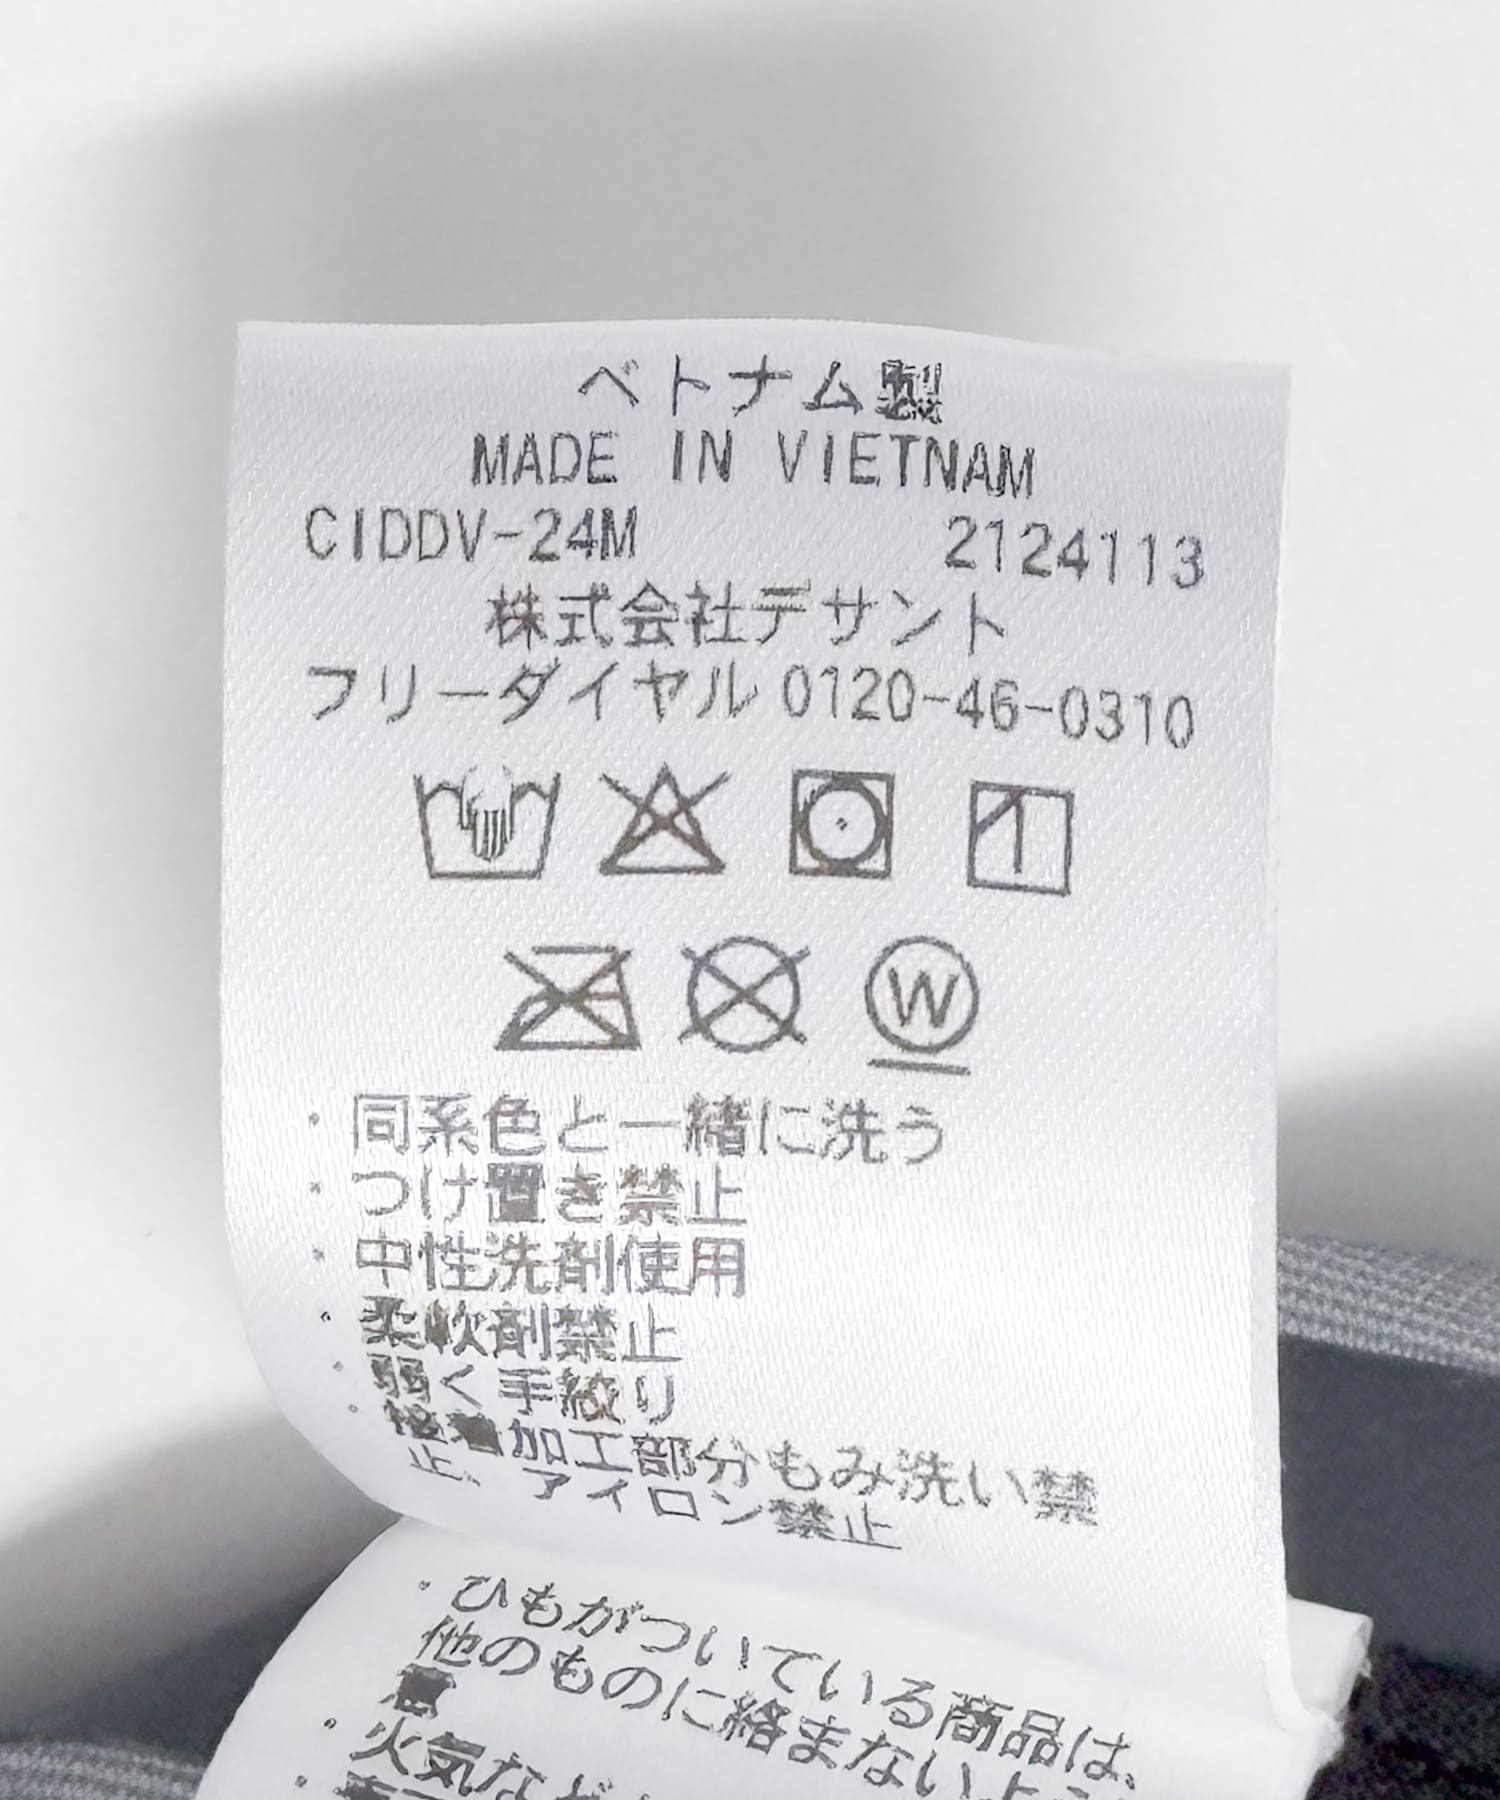 ベトナム製
MADE IN VIETNAM
CIDDV-24M 2124113
株式会社デサント
フリーダイヤル 0120-46-0310
W
・同系色と一緒に洗う
・つけ置き禁止
・中性洗剤使用
・柔軟剤禁止
・弱く手絞り
・接着加工部分もみ洗い禁
止、アイロン禁止
・ひもがついている商品は、
他のものに絡まないよう
・火気など